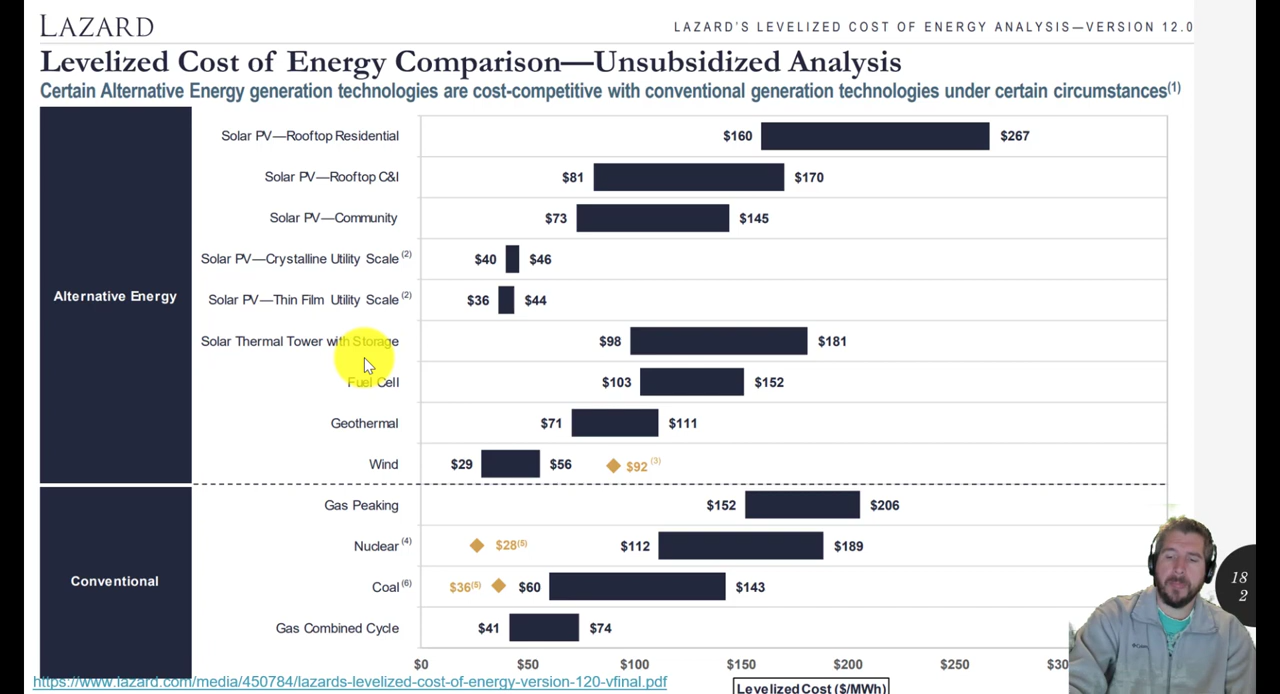 LAZARD
LAZARD'S LEVELIZED COST OF ENERGY ANALYSIS—VERSION 12.0
Levelized Cost of Energy Comparison—Unsubsidized Analysis
Certain Alternative Energy generation technologies are cost-competitive with conventional generation technologies under certain circumstances(1)
Alternative Energy
Solar PV—Rooftop Residential $160 $267
Solar PV—Rooftop C&I $81 $170
Solar PV—Community $73 $145
Solar PV—Crystalline Utility Scale (2) $40 $46
Solar PV—Thin Film Utility Scale (2) $36 $44
Solar Thermal Tower with Storage $98 $181
Fuel Cell $103 $152
Geothermal $71 $111
Wind $29 $56 $92 (3)
Conventional
Gas Peaking $152 $206
Nuclear (4) $28(5) $112 $189
Coal (6) $36(5) $60 $143
Gas Combined Cycle $41 $74
$0 $50 $100 $150 $200 $250
Levelized Cost ($/MWh)
https://www.lazard.com/media/450784/lazards-levelized-cost-of-energy-version-120-vfinal.pdf
18
2